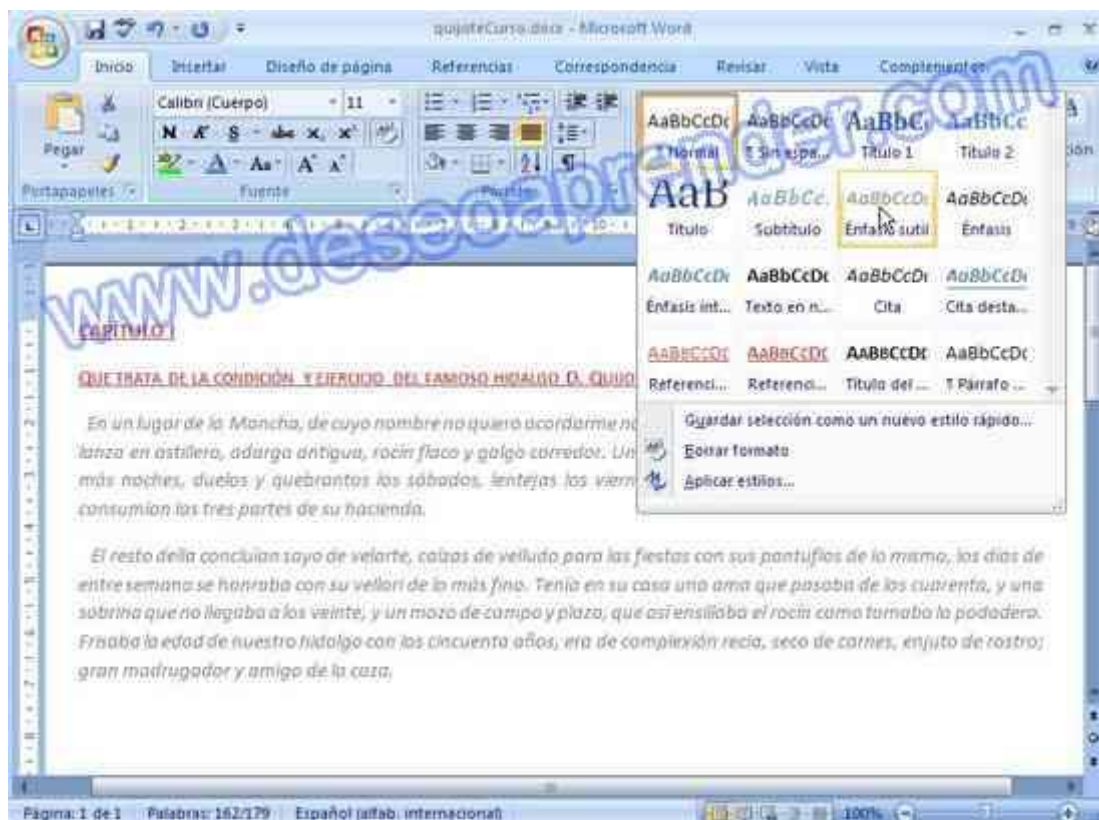 quijoteCurso.docx - Microsoft Word
Inicio Insertar Diseño de página Referencias Correspondencia Revisar Vista Complementos
Calibri (Cuerpo) 11
N K S abc x, x²
Pegar
Portapapeles Fuente Párrafo
AaBbCcDc AaBbCcDc AaBbC AaBbCc
¶ Normal ¶ Sin espa... Título 1 Título 2
AaB AaBbCc. AaBbCcDc AaBbCcDc
Título Subtítulo Énfasis sutil Énfasis
AaBbCcDc AaBbCcDc AaBbCcDc AaBbCcDc
Énfasis int... Texto en n... Cita Cita desta...
AaBbCcDc AaBbCcDc AaBbCcDc AaBbCcDc
Referenci... Referenci... Título del ... ¶ Párrafo ...
Guardar selección como un nuevo estilo rápido...
Borrar formato
Aplicar estilos...
www.deseoaprender.com
CAPÍTULO I
QUE TRATA DE LA CONDICIÓN Y EJERCICIO DEL FAMOSO HIDALGO D. QUIJO
En un lugar de la Mancha, de cuyo nombre no quiero acordarme no
lanza en astillero, adarga antigua, rocín flaco y galgo corredor. Un
más noches, duelos y quebrantos los sábados, lentejas los viern
consumían las tres partes de su hacienda.
El resto della concluían sayo de velarte, calzas de velludo para las fiestas con sus pantuflos de lo mismo, los días de
entre semana se honraba con su vellori de lo más fino. Tenía en su casa una ama que pasaba de los cuarenta, y una
sobrina que no llegaba a los veinte, y un mozo de campo y plaza, que así ensillaba el rocín como tomaba la podadera.
Frisaba la edad de nuestro hidalgo con los cincuenta años, era de complexión recia, seco de carnes, enjuto de rostro;
gran madrugador y amigo de la caza.
Página: 1 de 1 Palabras: 162/179 Español (alfab. internacional) 100%